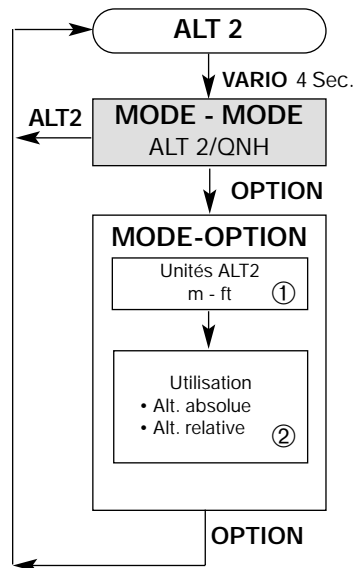 ALT 2
VARIO 4 Sec.
ALT2
MODE - MODE
ALT 2/QNH
OPTION
MODE-OPTION
Unités ALT2
m - ft
①
Utilisation
• Alt. absolue
• Alt. relative
②
OPTION